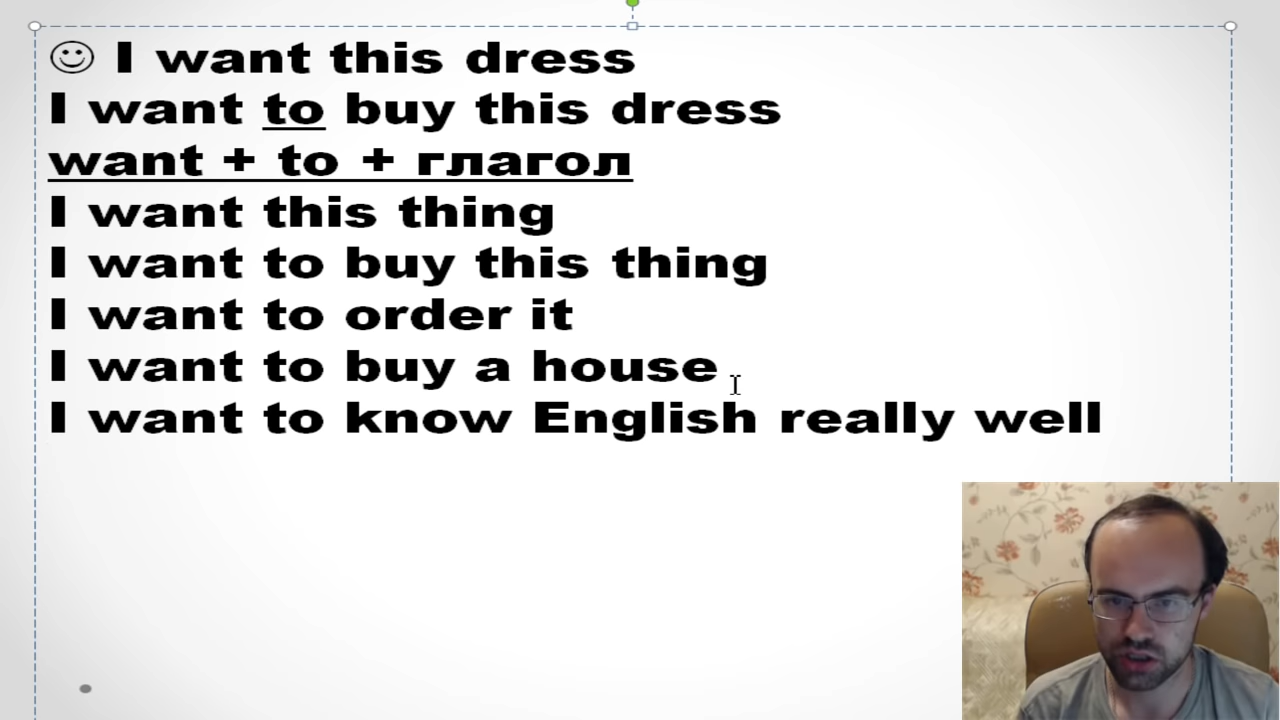 ☺ I want this dress
I want to buy this dress
want + to + глагол
I want this thing
I want to buy this thing
I want to order it
I want to buy a house
I want to know English really well